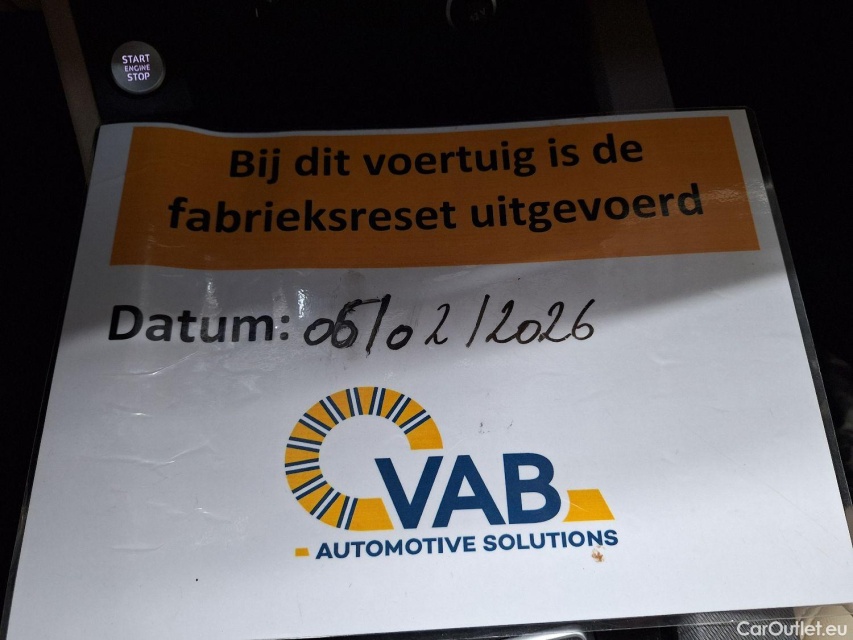 START
ENGINE
STOP
Bij dit voertuig is de
fabrieksreset uitgevoerd
Datum: 06/02/2026
VAB
AUTOMOTIVE SOLUTIONS
CarOutlet.eu